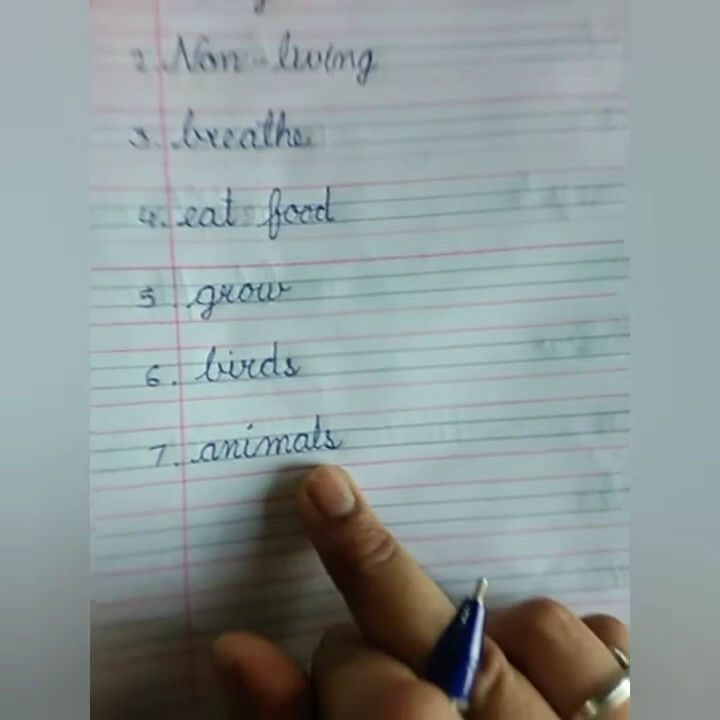 2. Non-living
3. breathe
4. eat food
5 grow
6. birds
7. animals